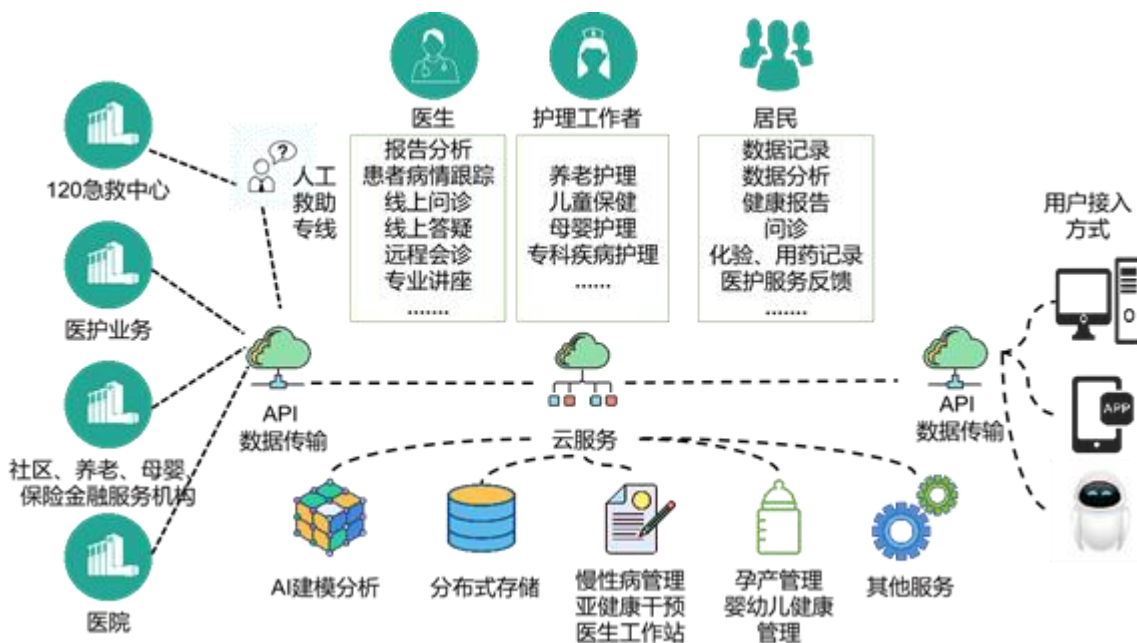 医生
护理工作者
居民
报告分析
患者病情跟踪
线上问诊
线上答疑
远程会诊
专业讲座
.......
养老护理
儿童保健
母婴护理
专科疾病护理
......
数据记录
数据分析
健康报告
问诊
化验、用药记录
医护服务反馈
.......
120急救中心
人工
救助
专线
医护业务
社区、养老、母婴、
保险金融服务机构
医院
API
数据传输
云服务
API
数据传输
用户接入
方式
APP
AI建模分析
分布式存储
慢性病管理
亚健康干预
医生工作站
孕产管理
婴幼儿健康
管理
其他服务